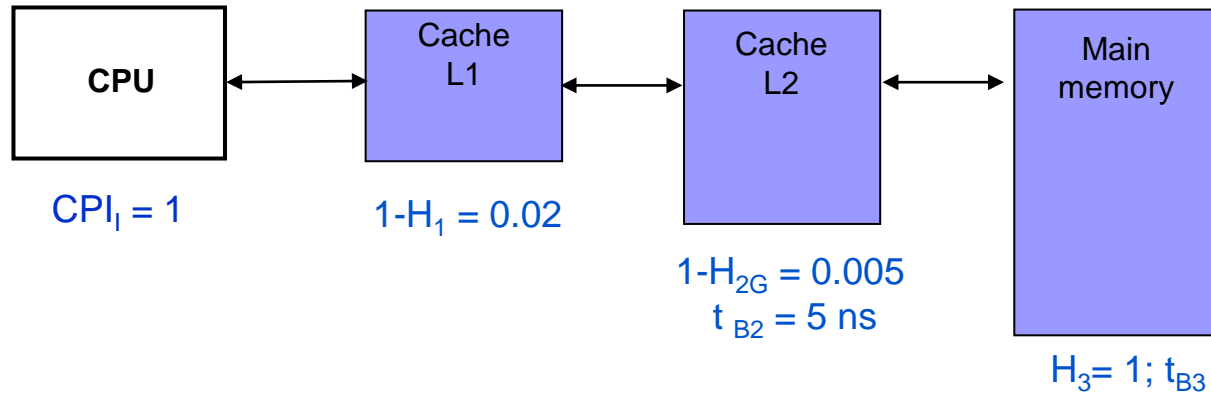 CPU
Cache
L1
Cache
L2
Main
memory
CPI_I = 1
1-H_1 = 0.02
1-H_2G = 0.005
t _B2 = 5 ns
H_3= 1; t_B3